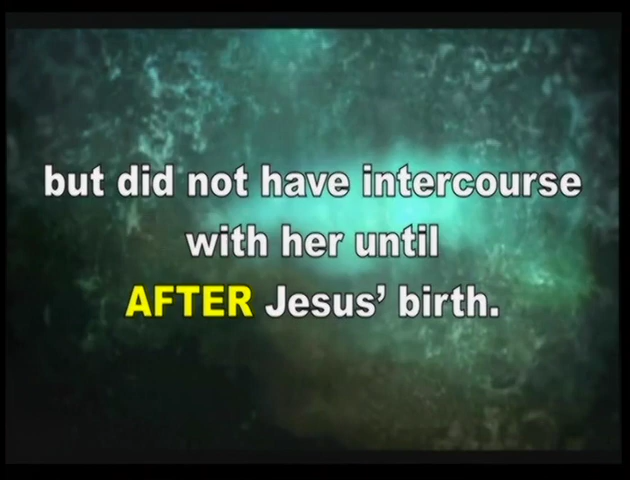 but did not have intercourse
with her until
AFTER Jesus’ birth.